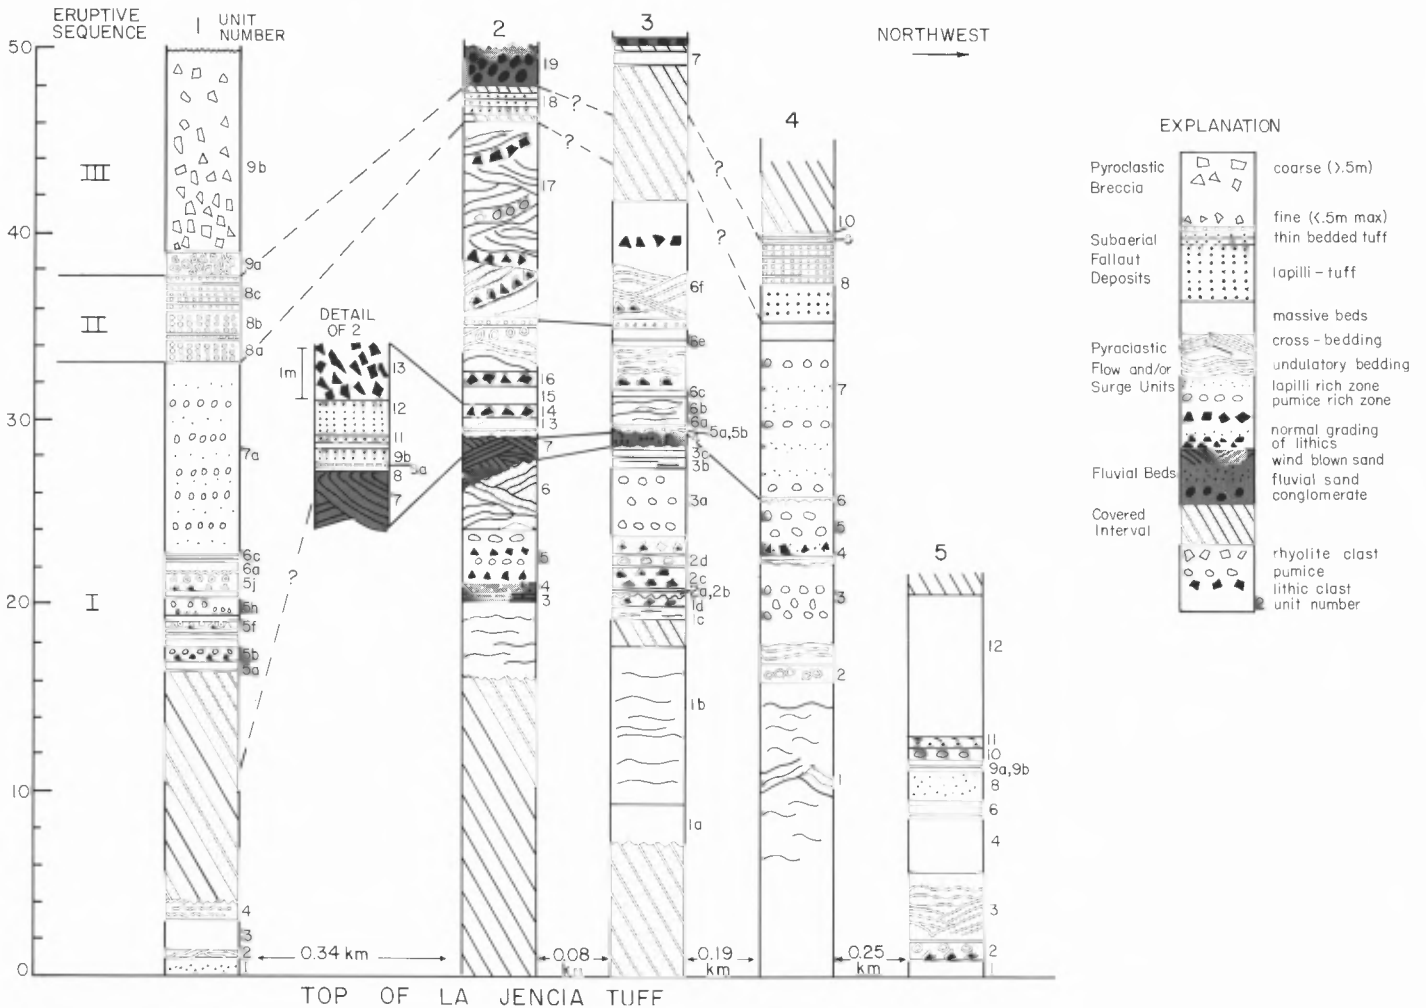 ERUPTIVE
SEQUENCE
1 UNIT
NUMBER
50
40
30
20
10
0
III
II
I
9b
9a
8c
8b
8a
7a
6c
6a
5j
5h
5f
5b
5a
4
3
2
1
DETAIL
OF 2
1m
13
12
11
9b
9a
8
7
?
2
19
18
17
16
15
14
13
7
6
5
4
3
?
?
3
7
6f
6e
6c
6b
6a
5a,5b
3c
3b
3a
2d
2c
2a,2b
1d
1c
1b
1a
?
?
NORTHWEST
4
10
9
8
7
6
5
4
3
2
1
5
12
11
10
9a,9b
8
6
4
3
2
1
0.34 km
0.08
km
0.19
km
0.25
km
TOP OF LA JENCIA TUFF
EXPLANATION
Pyroclastic
Breccia
coarse (>.5m)
fine (<.5m max)
Subaerial
Fallout
Deposits
thin bedded tuff
lapilli-tuff
massive beds
Pyroclastic
Flow and/or
Surge Units
cross-bedding
undulatory bedding
lapilli rich zone
pumice rich zone
normal grading
of lithics
wind blown sand
Fluvial Beds
fluvial sand
conglomerate
Covered
Interval
rhyolite clast
pumice
lithic clast
unit number